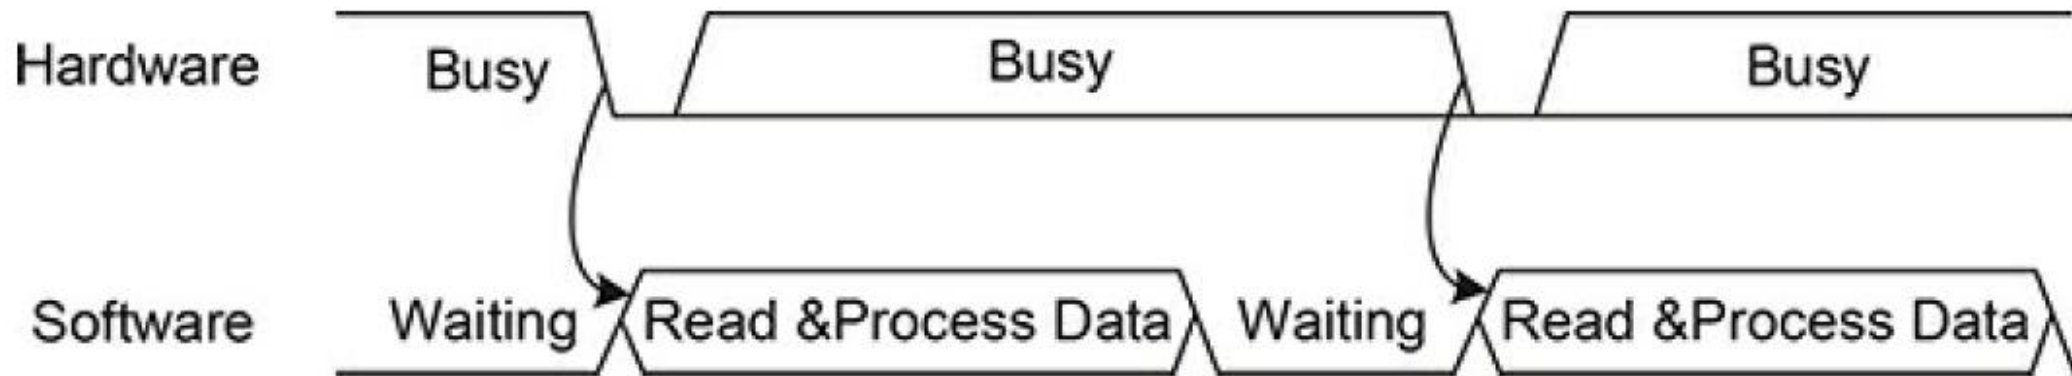 Hardware Busy Busy Busy
Software Waiting Read &Process Data Waiting Read &Process Data